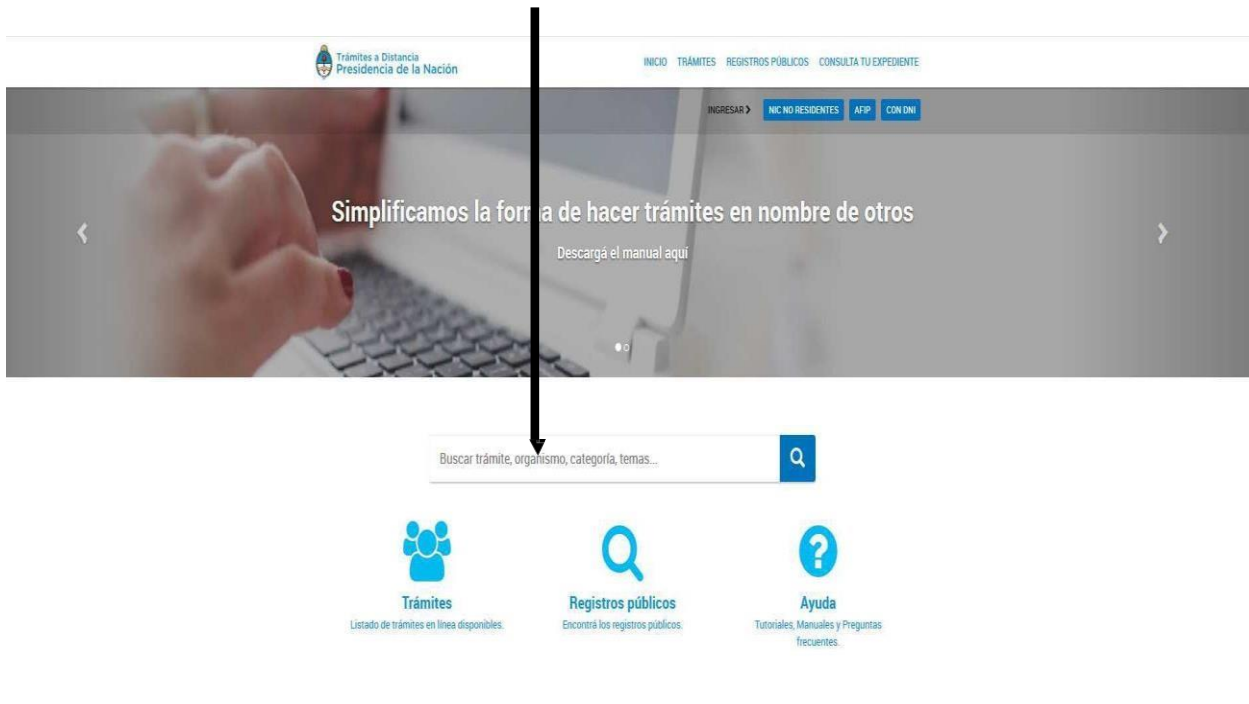 Trámites a Distancia
Presidencia de la Nación
INICIO TRÁMITES REGISTROS PÚBLICOS CONSULTA TU EXPEDIENTE
INGRESAR NIC NO RESIDENTES AFIP CON DNI
Simplificamos la forma de hacer trámites en nombre de otros
Descargá el manual aquí
Buscar trámite, organismo, categoría, temas...
Trámites
Listado de trámites en línea disponibles.
Registros públicos
Encontrá los registros públicos.
Ayuda
Tutoriales, Manuales y Preguntas
frecuentes.